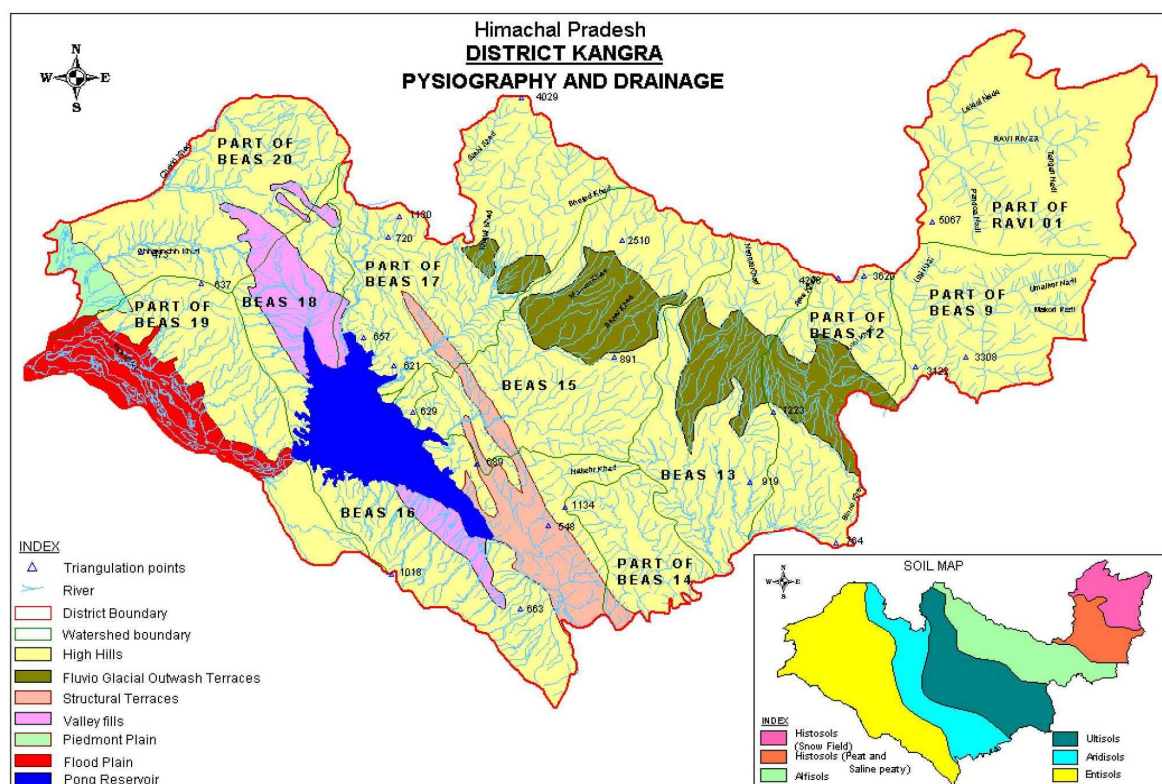 Himachal Pradesh
DISTRICT KANGRA
PYSIOGRAPHY AND DRAINAGE
N
W E
S
4029
PART OF
BEAS 20
RAVI RIVER
PART OF
RAVI 01
5067
1180
720
2510
PART OF
BEAS 17
637
PART OF
BEAS 19
BEAS 18
3620
PART OF
BEAS 12
PART OF
BEAS 9
3308
3122
657
621
629
891
BEAS 15
1223
689
BEAS 13
919
BEAS 16
1134
548
764
PART OF
BEAS 14
1018
663
INDEX
Triangulation points
River
District Boundary
Watershed boundary
High Hills
Fluvio Glacial Outwash Terraces
Structural Terraces
Valley fills
Piedmont Plain
Flood Plain
Pong Reservoir
SOIL MAP
N
W E
S
INDEX
Histosols
(Snow Field)
Histosols (Peat and
Saline peaty)
Alfisols
Ultisols
Aridisols
Entisols